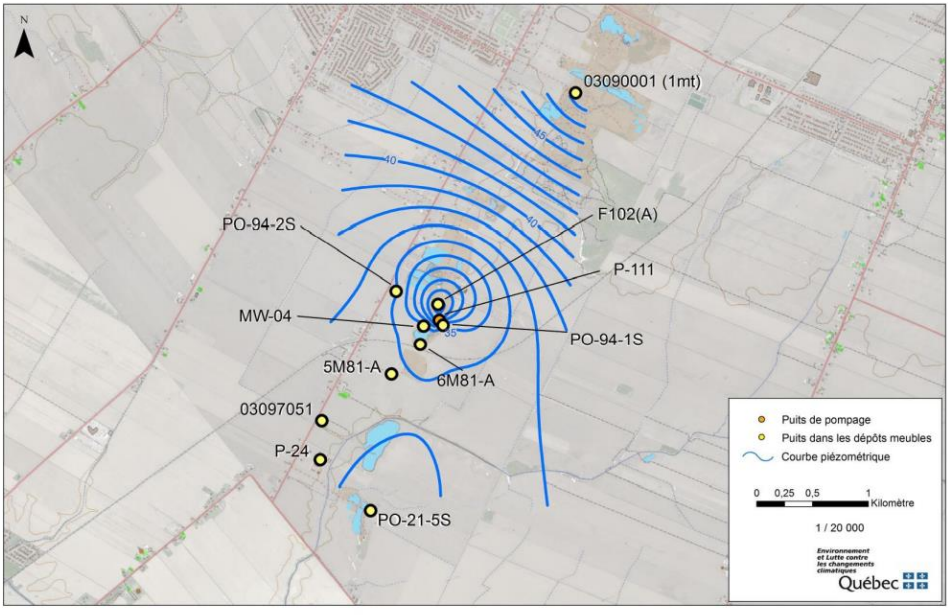 N
03090001 (1mt)
45
40
40
F102(A)
PO-94-2S
P-111
MW-04
35
PO-94-1S
5M81-A
6M81-A
03097051
P-24
PO-21-5S
Puits de pompage
Puits dans les dépôts meubles
Courbe piézométrique
0 0,25 0,5 1
Kilomètre
1 / 20 000
Environnement
et Lutte contre
les changements
climatiques
Québec